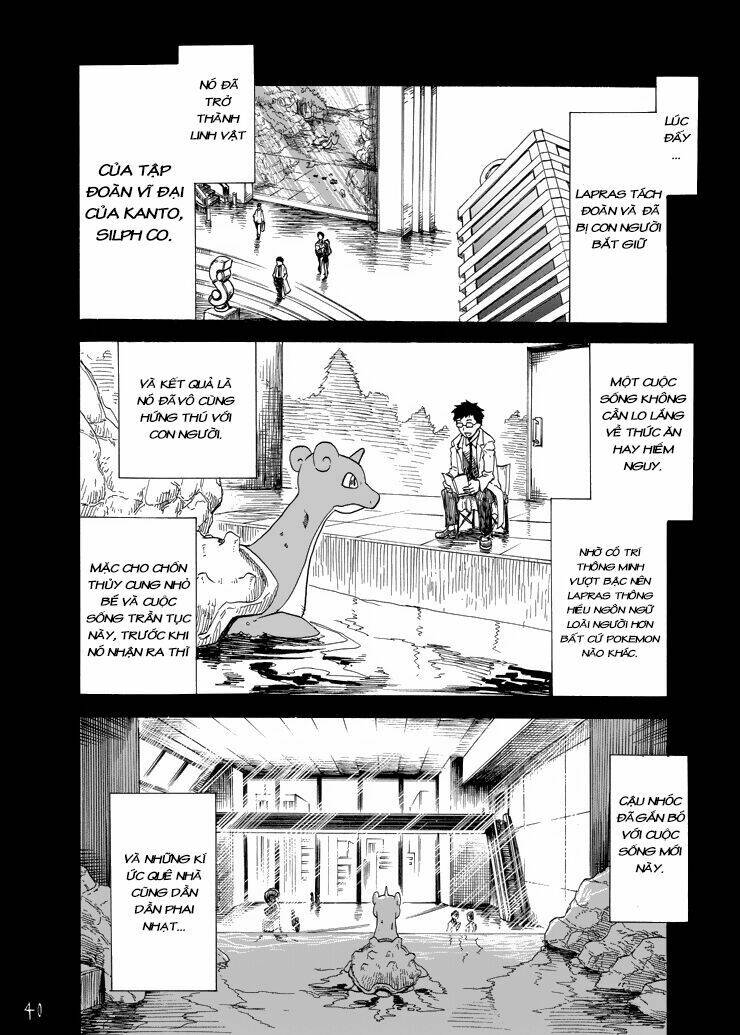 LÚC
ĐẤY
...
LAPRAS TÁCH
ĐOÀN VÀ ĐÃ
BỊ CON NGƯỜI
BẮT GIỮ
NÓ ĐÃ
TRỞ
THÀNH
LINH VẬT
CỦA TẬP
ĐOÀN VĨ ĐẠI
CỦA KANTO,
SILPH CO.
MỘT CUỘC
SỐNG KHÔNG
CẦN LO LẮNG
VỀ THỨC ĂN
HAY HIỂM
NGUY.
NHỜ CÓ TRÍ
THÔNG MINH
VƯỢT BẬC NÊN
LAPRAS THÔNG
HIỂU NGÔN NGỮ
LOÀI NGƯỜI HƠN
BẤT CỨ POKEMON
NÀO KHÁC.
VÀ KẾT QUẢ LÀ
NÓ ĐÃ VÔ CÙNG
HỨNG THÚ VỚI
CON NGƯỜI.
MẶC CHO CHỐN
THỦY CUNG NHỎ
BÉ VÀ CUỘC
SỐNG TRẦN TỤC
NÀY, TRƯỚC KHI
NÓ NHẬN RA THÌ
CẬU NHÓC
ĐÃ GẮN BÓ
VỚI CUỘC
SỐNG MỚI
NÀY.
VÀ NHỮNG KÍ
ỨC QUÊ NHÀ
CŨNG DẦN
DẦN PHAI
NHẠT...
40